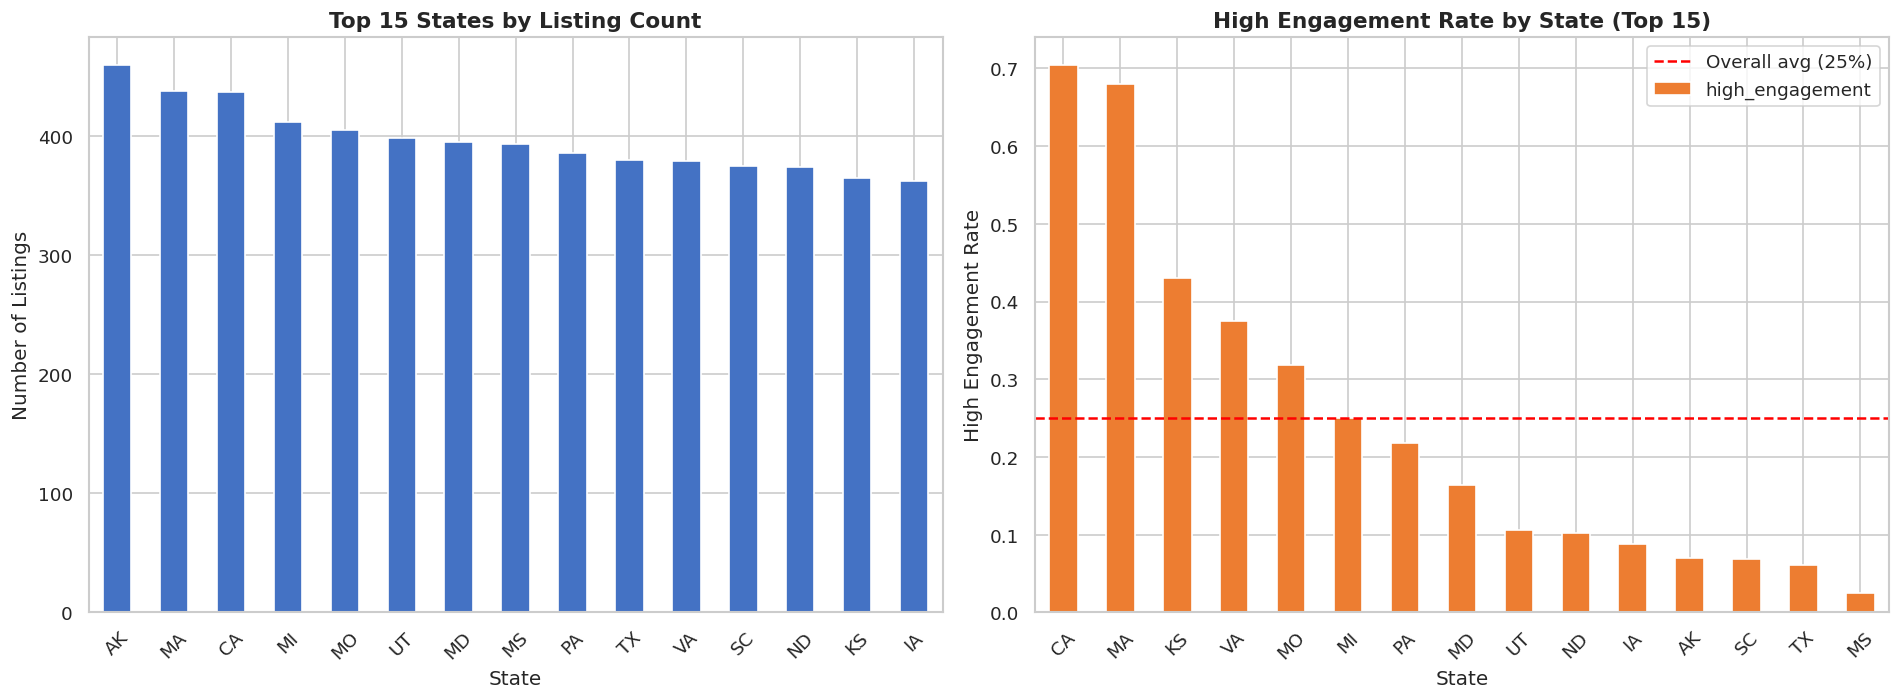 Top 15 States by Listing Count
Number of Listings
400
300
200
100
0
AK MA CA MI MO UT MD MS PA TX VA SC ND KS IA
State
High Engagement Rate by State (Top 15)
Overall avg (25%)
high_engagement
High Engagement Rate
0.7
0.6
0.5
0.4
0.3
0.2
0.1
0.0
CA MA KS VA MO MI PA MD UT ND IA AK SC TX MS
State